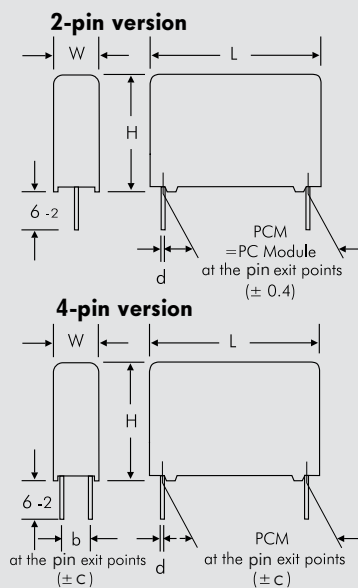 2-pin version
W
L
H
6 -2
d
PCM
=PC Module
at the pin exit points
(± 0.4)
4-pin version
W
L
H
6 -2
b
at the pin exit points
(± c)
d
PCM
at the pin exit points
(± c)